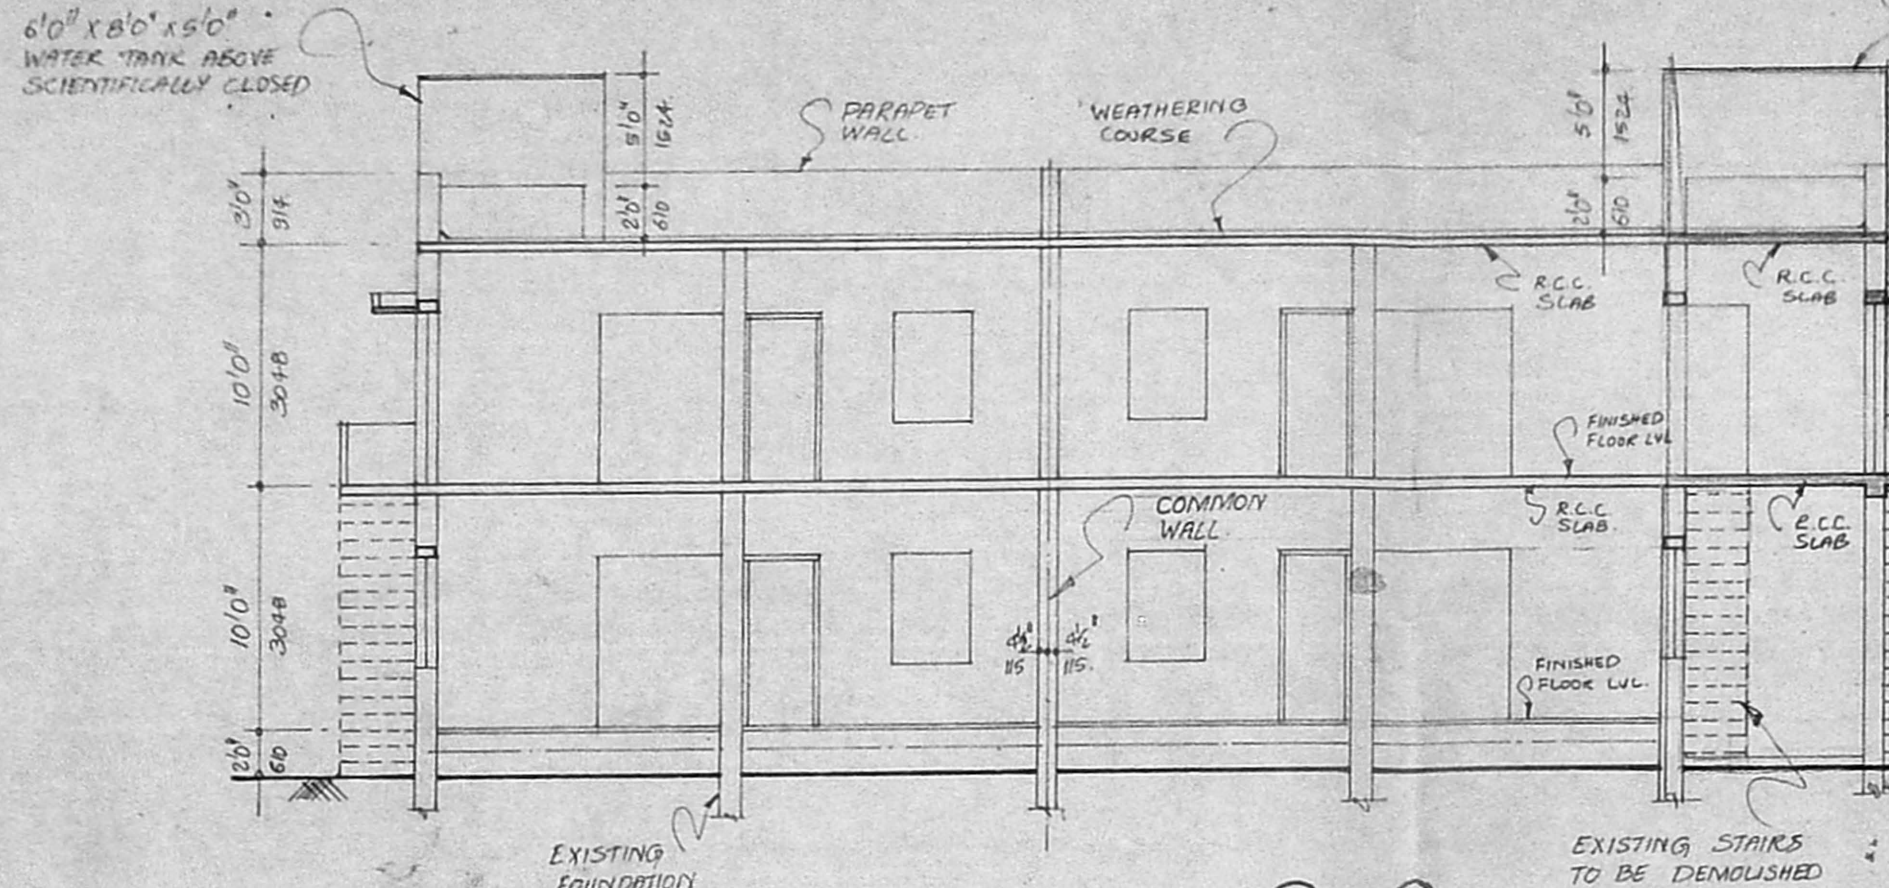 6'0" X 8'0" X 5'0"
WATER TANK ABOVE
SCIENTIFICALLY CLOSED
5'0"
1524.
PARAPET
WALL.
WEATHERING
COURSE
5'0"
1524
3'0"
914
2'0"
610
2'0"
610
R.C.C.
SLAB
R.C.C.
SLAB
10'0"
3048
FINISHED
FLOOR LVL
COMMON
WALL.
R.C.C
SLAB.
R.C.C.
SLAB
10'0"
3048
4½"
115
4½"
115.
FINISHED
FLOOR LVL.
2'0"
610
EXISTING
FOUNDATION
EXISTING STAIRS
TO BE DEMOLISHED